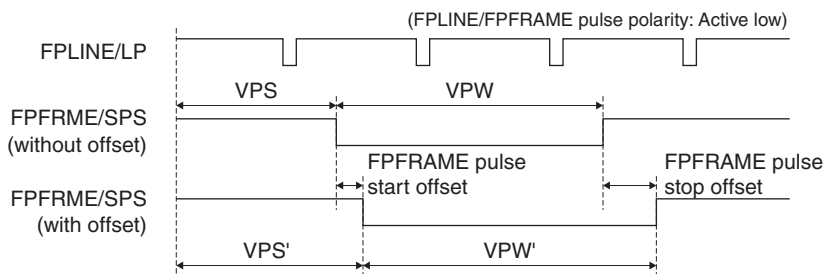 (FPLINE/FPFRAME pulse polarity: Active low)
FPLINE/LP
VPS
VPW
FPFRME/SPS
(without offset)
FPFRAME pulse
start offset
FPFRAME pulse
stop offset
FPFRME/SPS
(with offset)
VPS'
VPW'